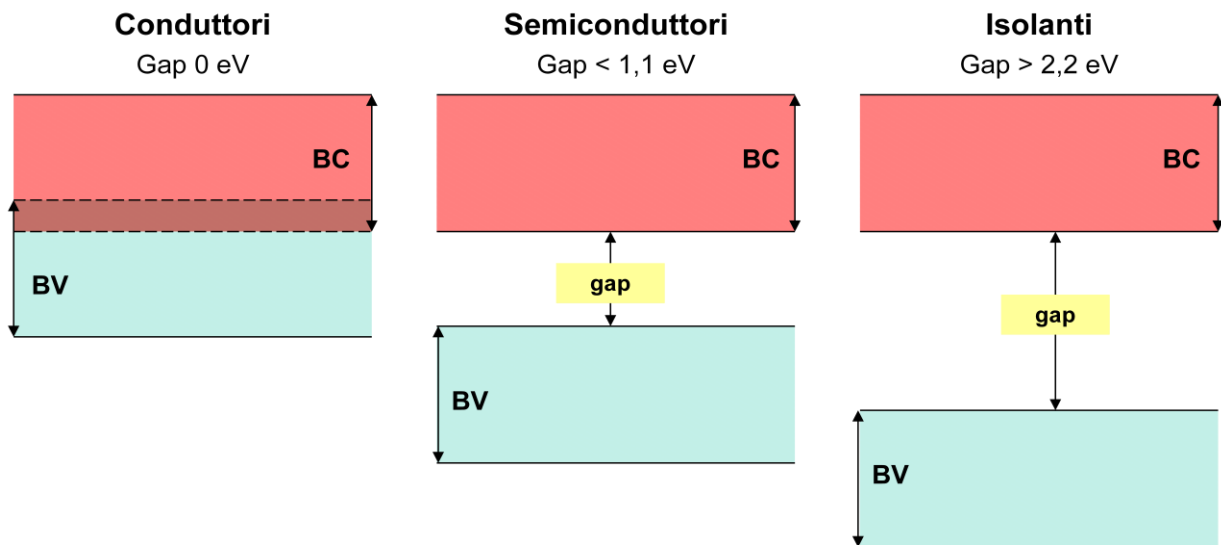 Conduttori
Gap 0 eV
BC
BV
Semiconduttori
Gap < 1,1 eV
BC
gap
BV
Isolanti
Gap > 2,2 eV
BC
gap
BV